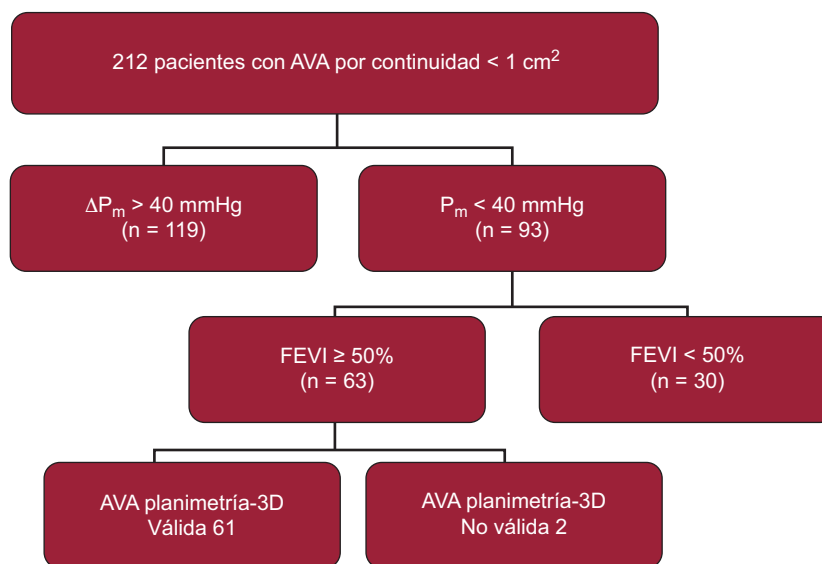 212 pacientes con AVA por continuidad < 1 cm²
ΔPₘ > 40 mmHg
(n = 119)
Pₘ < 40 mmHg
(n = 93)
FEVI ≥ 50%
(n = 63)
FEVI < 50%
(n = 30)
AVA planimetría-3D
Válida 61
AVA planimetría-3D
No válida 2